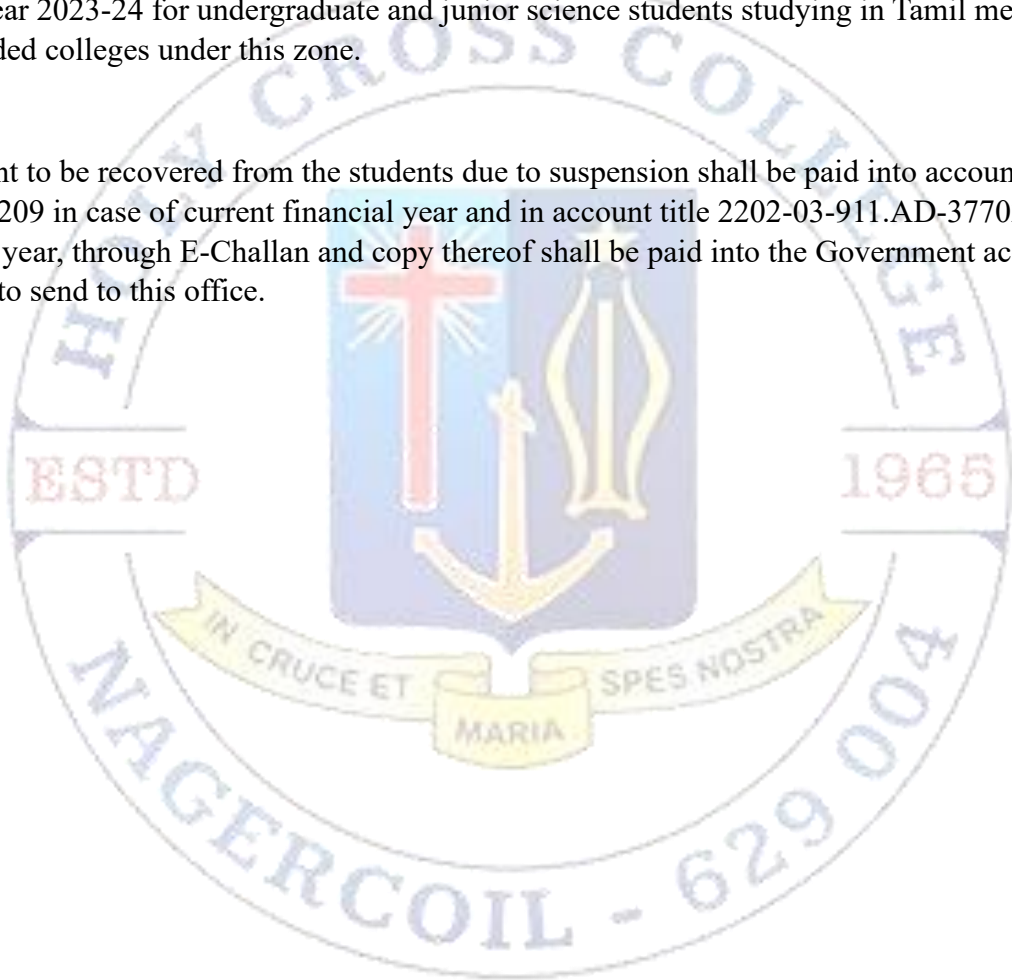 ear 2023-24 for undergraduate and junior science students studying in Tamil me
ded colleges under this zone.
nt to be recovered from the students due to suspension shall be paid into accoun
209 in case of current financial year and in account title 2202-03-911.AD-3770
year, through E-Challan and copy thereof shall be paid into the Government ac
to send to this office.
HOLY CROSS COLLEGE
ESTD 1965
IN CRUCE ET MARIA SPES NOSTRA
NAGERCOIL - 629 004